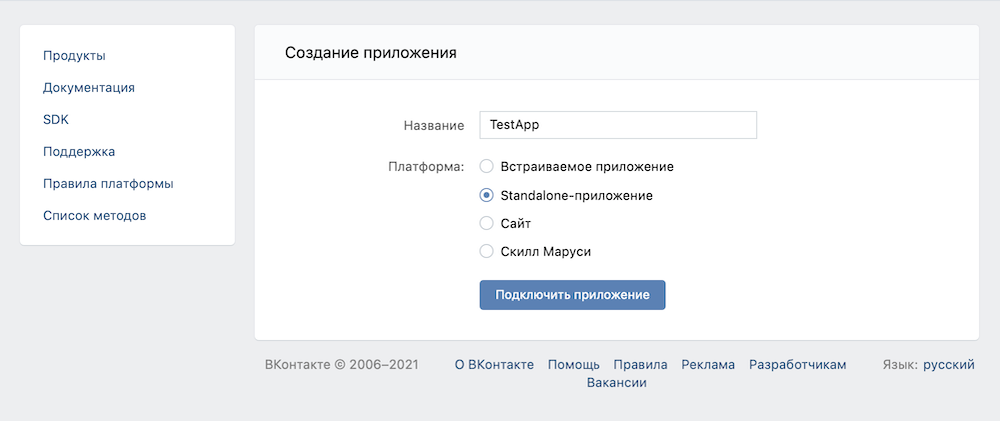 Продукты
Документация
SDK
Поддержка
Правила платформы
Список методов
Создание приложения
Название TestApp
Платформа: Встраиваемое приложение
Standalone-приложение
Сайт
Скилл Маруси
Подключить приложение
ВКонтакте © 2006–2021 О ВКонтакте Помощь Правила Реклама Разработчикам Язык: русский
Вакансии